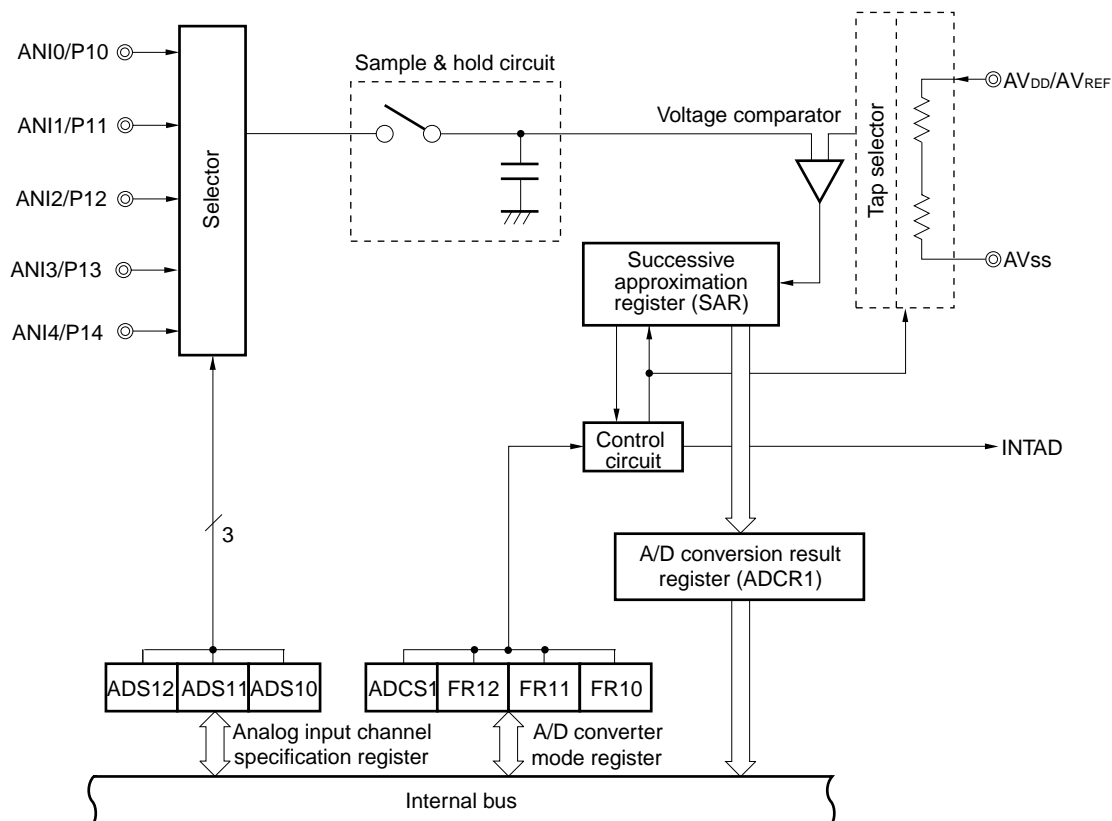 ANI0/P10
ANI1/P11
ANI2/P12
ANI3/P13
ANI4/P14
Selector
Sample & hold circuit
Voltage comparator
Tap selector
AVDD/AVREF
AVss
Successive
approximation
register (SAR)
Control
circuit
INTAD
3
A/D conversion result
register (ADCR1)
ADS12 ADS11 ADS10
ADCS1 FR12 FR11 FR10
Analog input channel
specification register
A/D converter
mode register
Internal bus